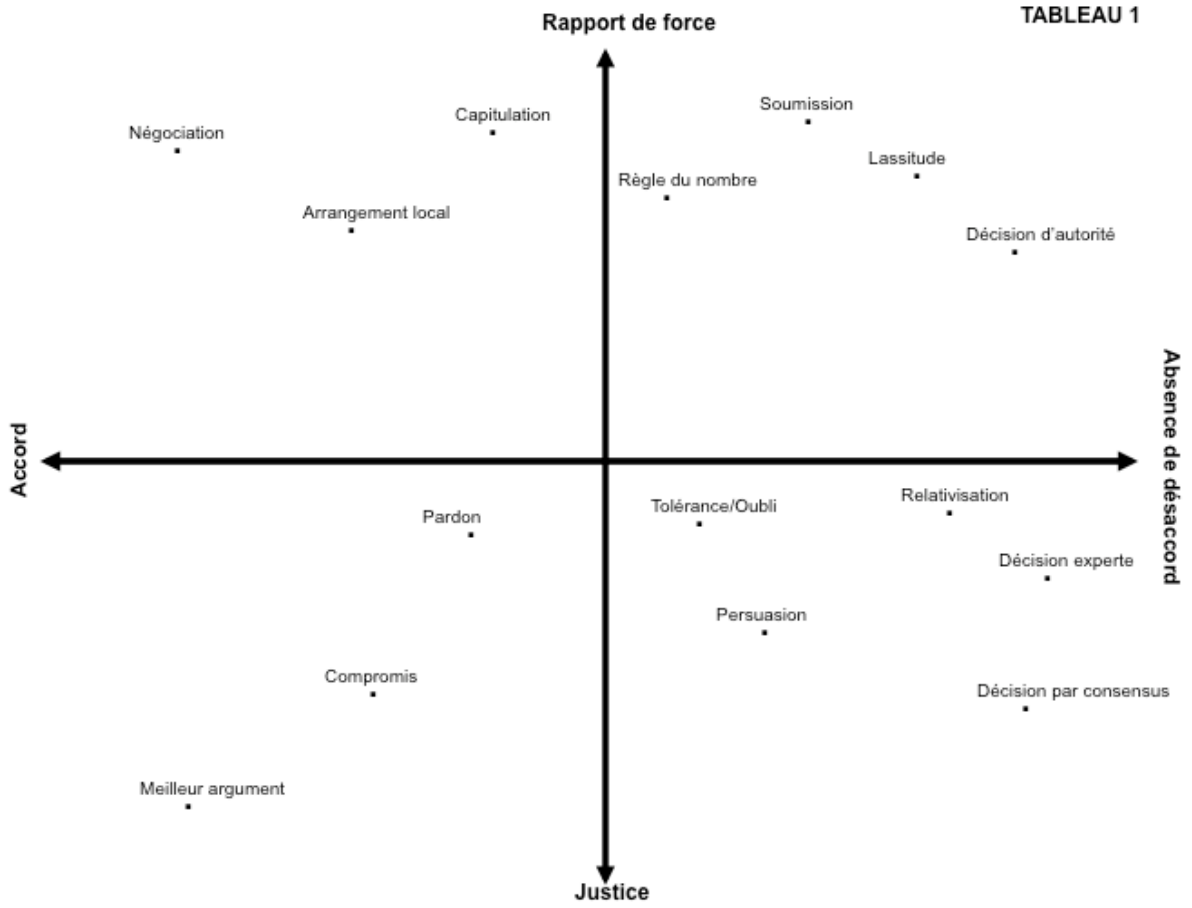 TABLEAU 1
Rapport de force
Soumission
Capitulation
Négociation
Lassitude
Règle du nombre
Arrangement local
Décision d'autorité
Absence de désaccord
Accord
Relativisation
Tolérance/Oubli
Pardon
Décision experte
Persuasion
Compromis
Décision par consensus
Meilleur argument
Justice